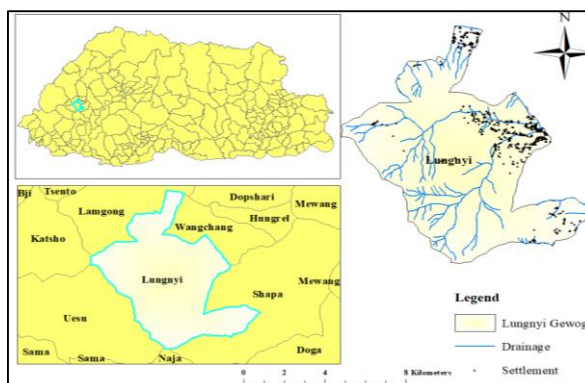 N
Lunghyi
Bji
Tsento
Dopshari
Mewang
Lamgong
Hungrel
Wangchang
Katsho
Lungnyi
Mewang
Shapa
Uesu
Sama
Sama
Naja
Doga
Legend
Lungnyi Gewog
Drainage
Settlement
0 2 4 8 Kilometers